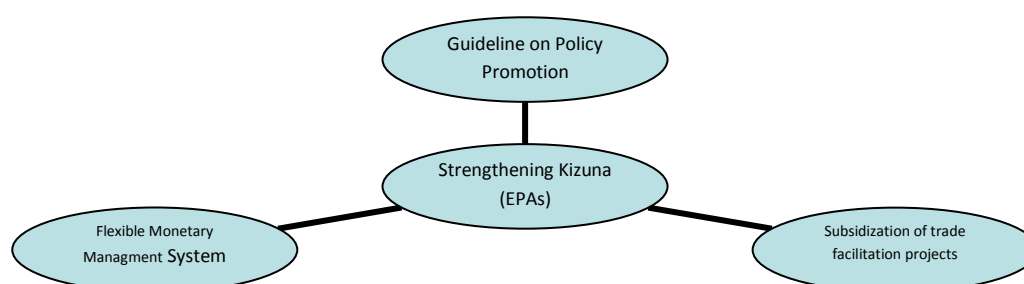 Guideline on Policy
Promotion
Strengthening Kizuna
(EPAs)
Flexible Monetary
Managment System
Subsidization of trade
facilitation projects